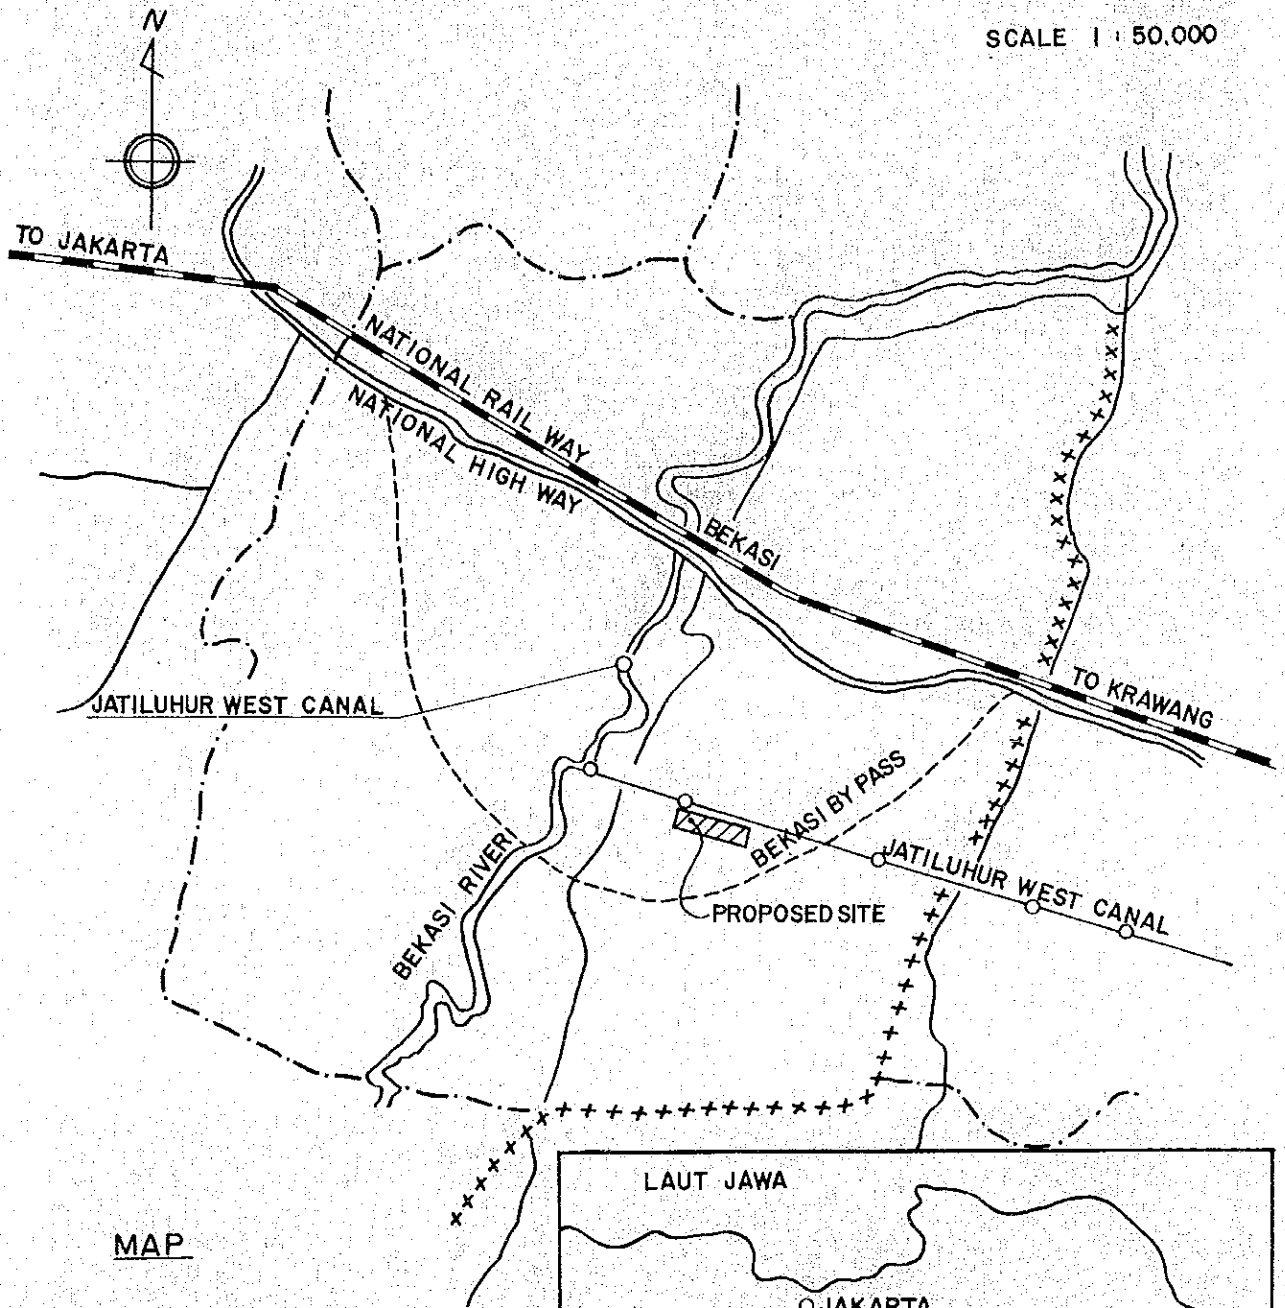 N
SCALE 1 : 50,000
TO JAKARTA
NATIONAL RAIL WAY
NATIONAL HIGH WAY
BEKASI
TO KRAWANG
JATILUHUR WEST CANAL
BEKASI BY PASS
BEKASI RIVER
JATILUHUR WEST CANAL
PROPOSED SITE
LAUT JAWA
MAP
JAKARTA